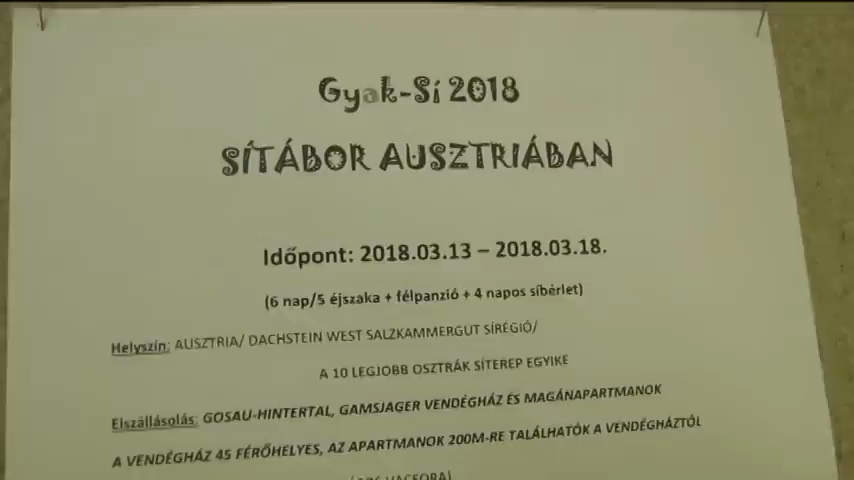 Gyak-Sí 2018
SÍTÁBOR AUSZTRIÁBAN
Időpont: 2018.03.13 – 2018.03.18.
(6 nap/5 éjszaka + félpanzió + 4 napos síbérlet)
Helyszín: AUSZTRIA/ DACHSTEIN WEST SALZKAMMERGUT SÍRÉGIÓ/
A 10 LEGJOBB OSZTRÁK SÍTEREP EGYIKE
Elszállásolás: GOSAU-HINTERTAL, GAMSJAGER VENDÉGHÁZ ÉS MAGÁNAPARTMANOK
A VENDÉGHÁZ 45 FÉRŐHELYES, AZ APARTMANOK 200M-RE TALÁLHATÓK A VENDÉGHÁZTÓL